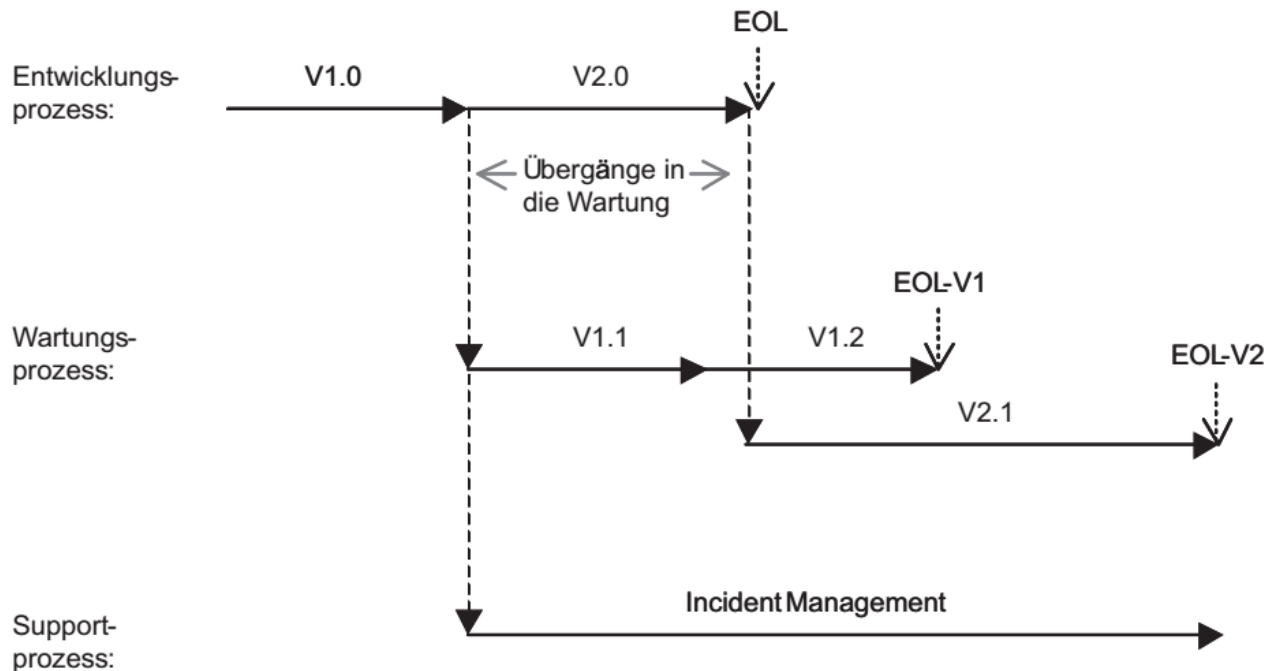 EOL
Entwicklungs-
prozess:
V1.0
V2.0
Übergänge in
die Wartung
EOL-V1
Wartungs-
prozess:
V1.1
V1.2
EOL-V2
V2.1
Incident Management
Support-
prozess: